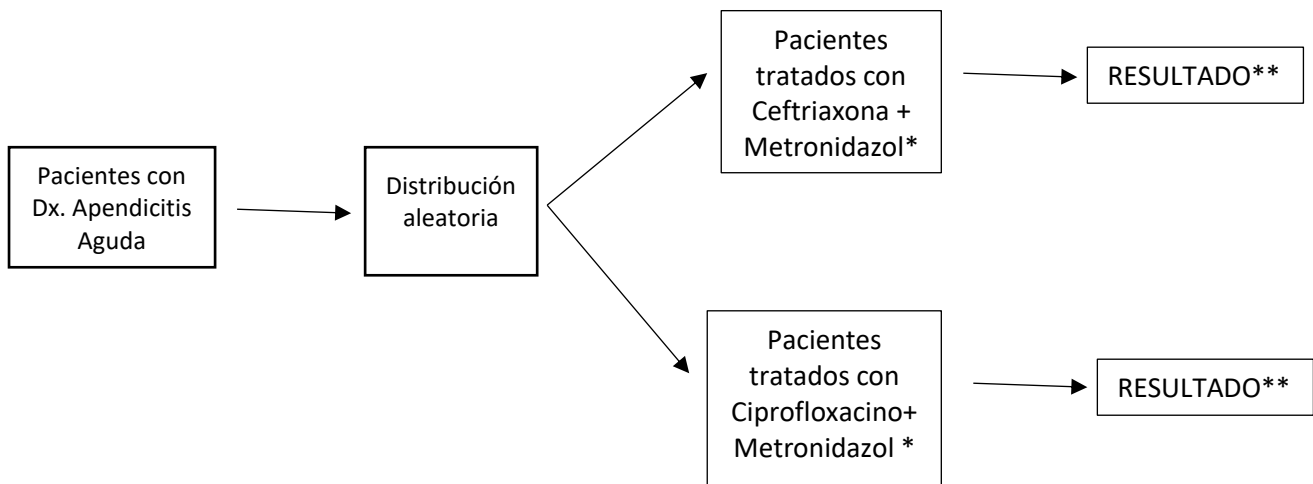 Pacientes con
Dx. Apendicitis
Aguda
Distribución
aleatoria
Pacientes
tratados con
Ceftriaxona +
Metronidazol*
RESULTADO**
Pacientes
tratados con
Ciprofloxacino+
Metronidazol *
RESULTADO**